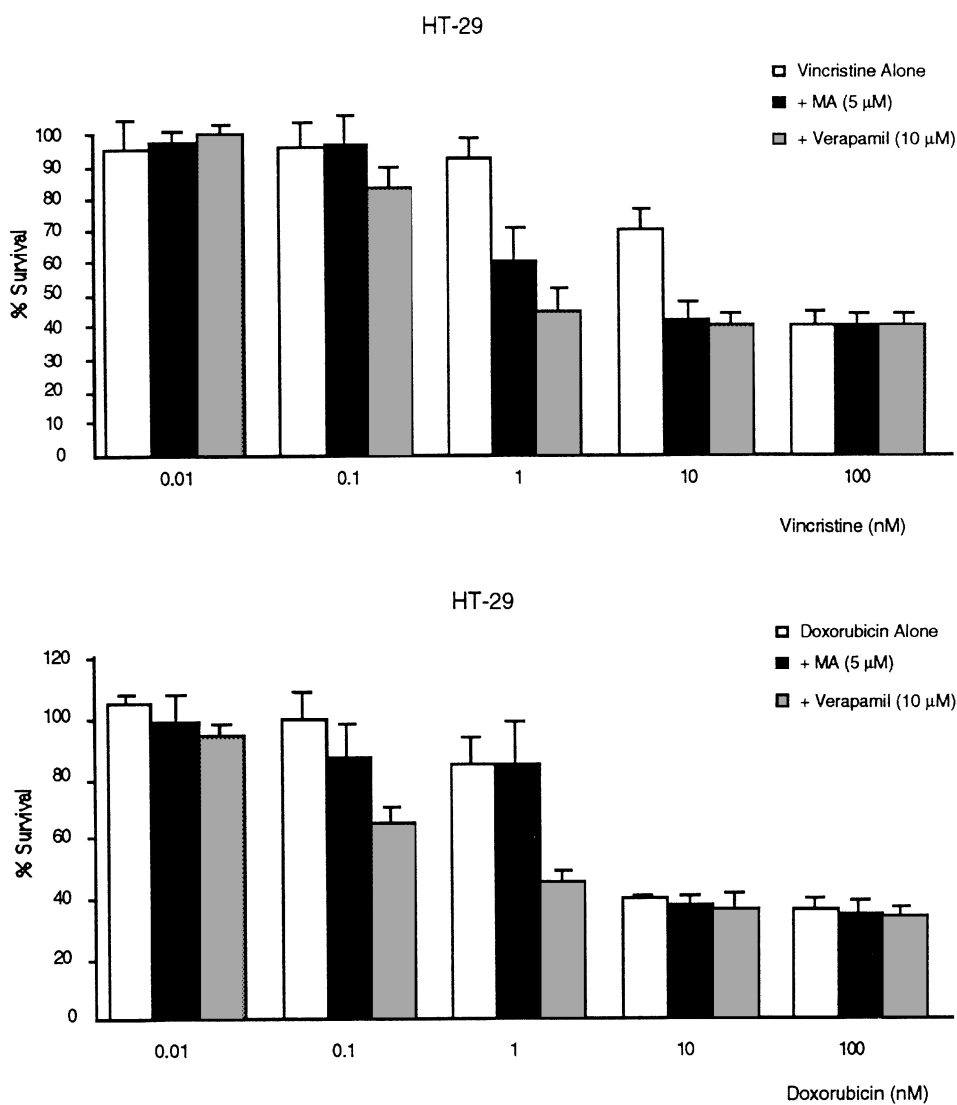 HT-29
Vincristine Alone
+ MA (5 µM)
+ Verapamil (10 µM)
% Survival
100
90
80
70
60
50
40
30
20
10
0
0.01 0.1 1 10 100
Vincristine (nM)
HT-29
Doxorubicin Alone
+ MA (5 µM)
+ Verapamil (10 µM)
% Survival
120
100
80
60
40
20
0
0.01 0.1 1 10 100
Doxorubicin (nM)